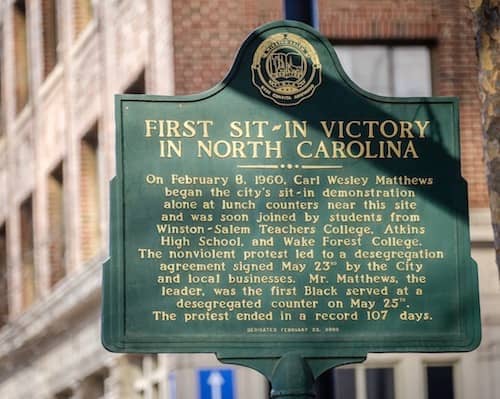 FIRST SIT-IN VICTORY
IN NORTH CAROLINA
On February 8, 1960, Carl Wesley Matthews
began the city's sit-in demonstration
alone at lunch counters near this site
and was soon joined by students from
Winston-Salem Teachers College, Atkins
High School, and Wake Forest College.
The nonviolent protest led to a desegregation
agreement signed May 23rd by the City
and local businesses. Mr. Matthews, the
leader, was the first Black served at a
desegregated counter on May 25th.
The protest ended in a record 107 days.